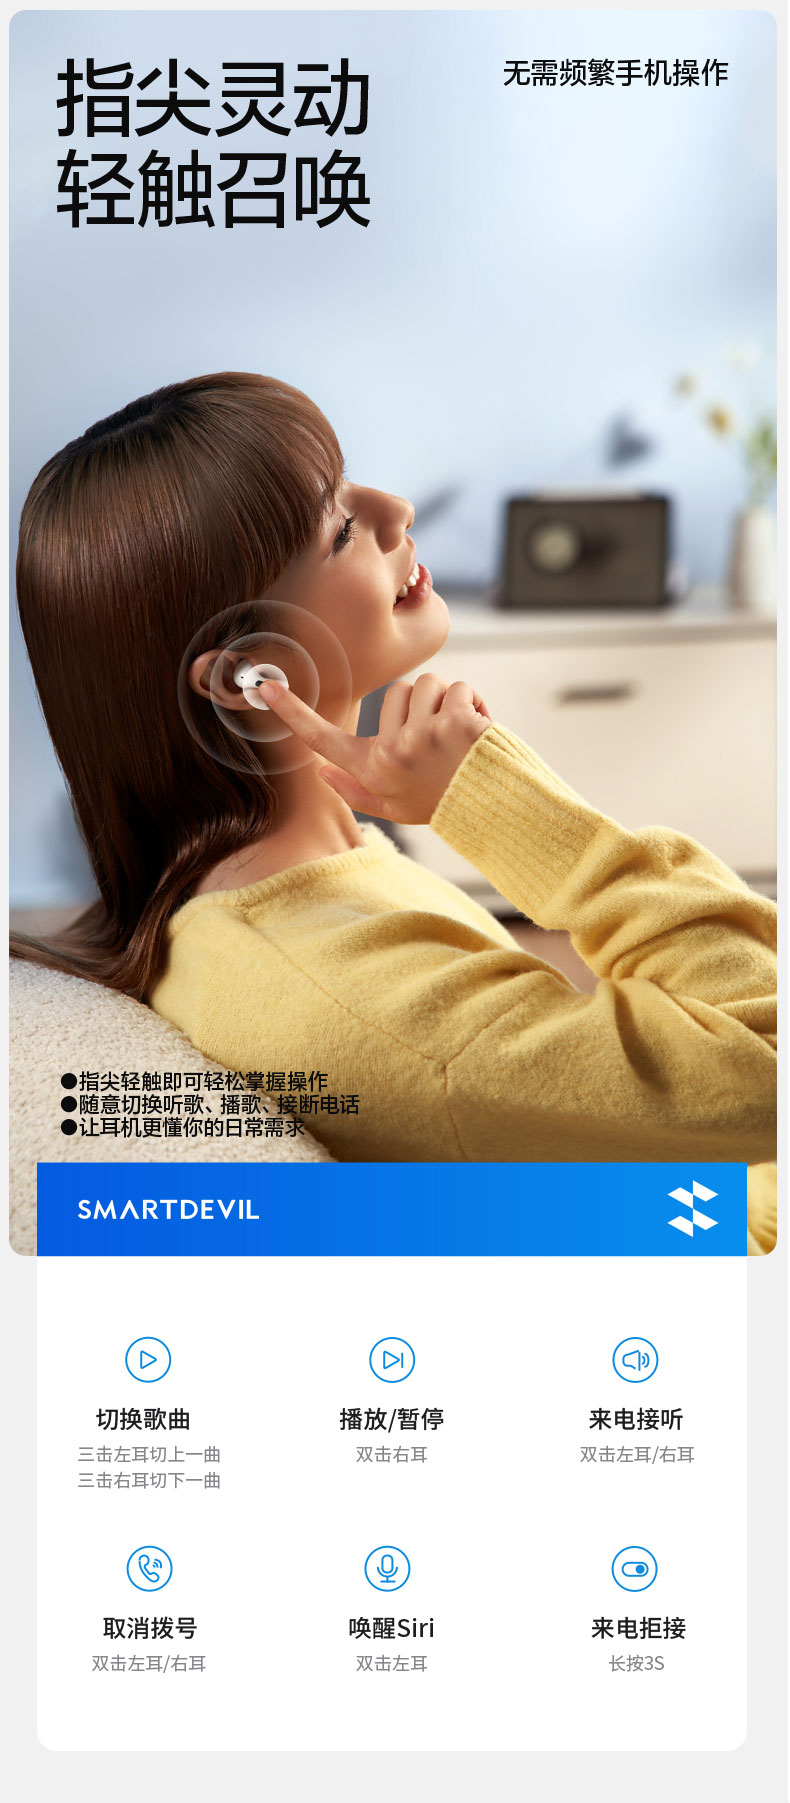 指尖灵动
轻触召唤
无需频繁手机操作
●指尖轻触即可轻松掌握操作
●随意切换听歌、播歌、接断电话
●让耳机更懂你的日常需求
SMARTDEVIL
切换歌曲
三击左耳切上一曲
三击右耳切下一曲
播放/暂停
双击右耳
来电接听
双击左耳/右耳
取消拨号
双击左耳/右耳
唤醒Siri
双击左耳
来电拒接
长按3S